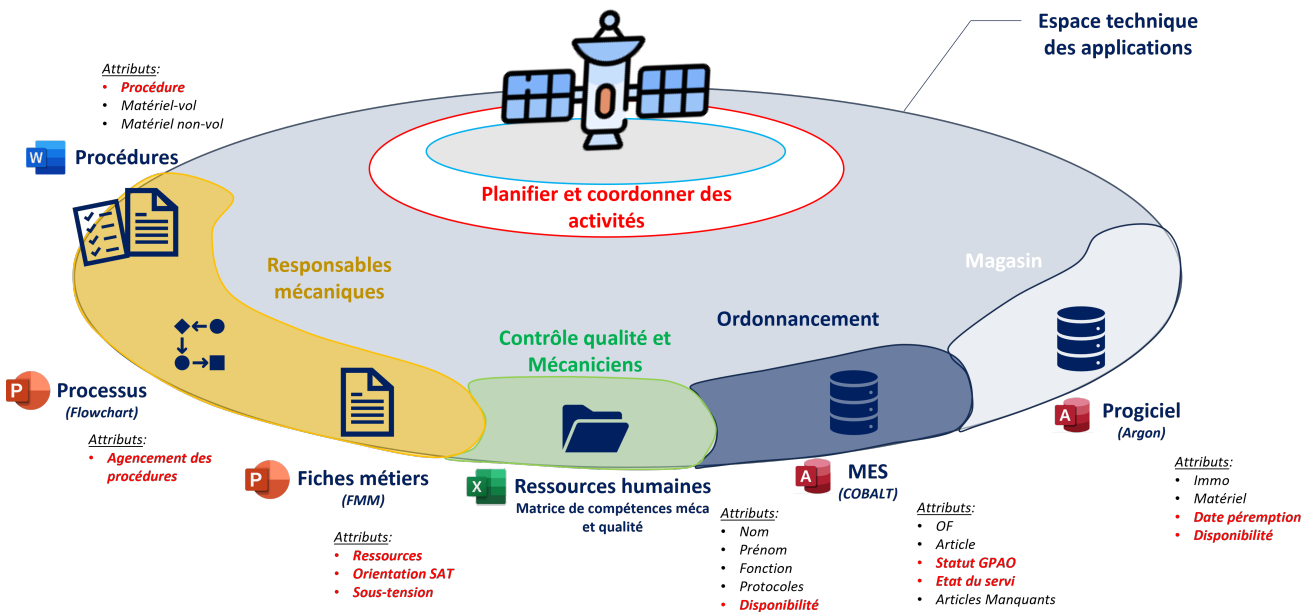 Espace technique
des applications
Attributs:
• Procédure
• Matériel-vol
• Matériel non-vol
W
Procédures
Planifier et coordonner des
activités
Responsables
mécaniques
Magasin
Ordonnancement
Contrôle qualité et
Mécaniciens
P
Processus
(Flowchart)
Attributs:
• Agencement des
procédures
P
Fiches métiers
(FMM)
Attributs:
• Ressources
• Orientation SAT
• Sous-tension
X
Ressources humaines
Matrice de compétences méca
et qualité
Attributs:
• Nom
• Prénom
• Fonction
• Protocoles
• Disponibilité
A
MES
(COBALT)
Attributs:
• OF
• Article
• Statut GPAO
• Etat du servi
• Articles Manquants
A
Progiciel
(Argon)
Attributs:
• Immo
• Matériel
• Date péremption
• Disponibilité